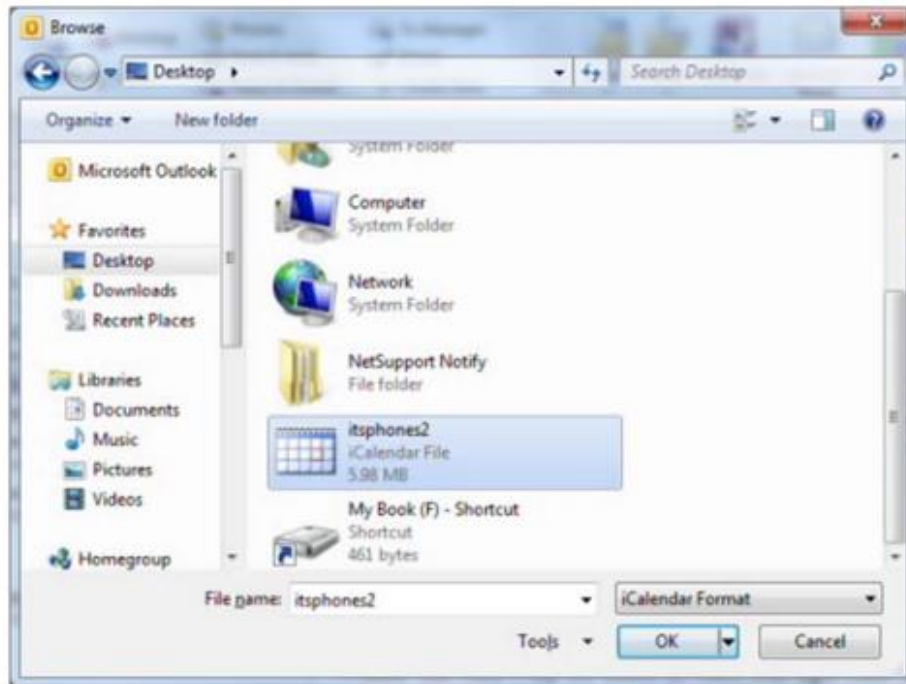 Browse
Desktop
Search Desktop
Organize
New folder
System Folder
Microsoft Outlook
Computer
System Folder
Favorites
Desktop
Network
Downloads
System Folder
Recent Places
NetSupport Notify
File folder
Libraries
Documents
itsphones2
Music
iCalendar File
Pictures
5.98 MB
Videos
My Book (F) - Shortcut
Shortcut
Homegroup
461 bytes
File name: itsphones2
iCalendar Format
Tools
OK
Cancel